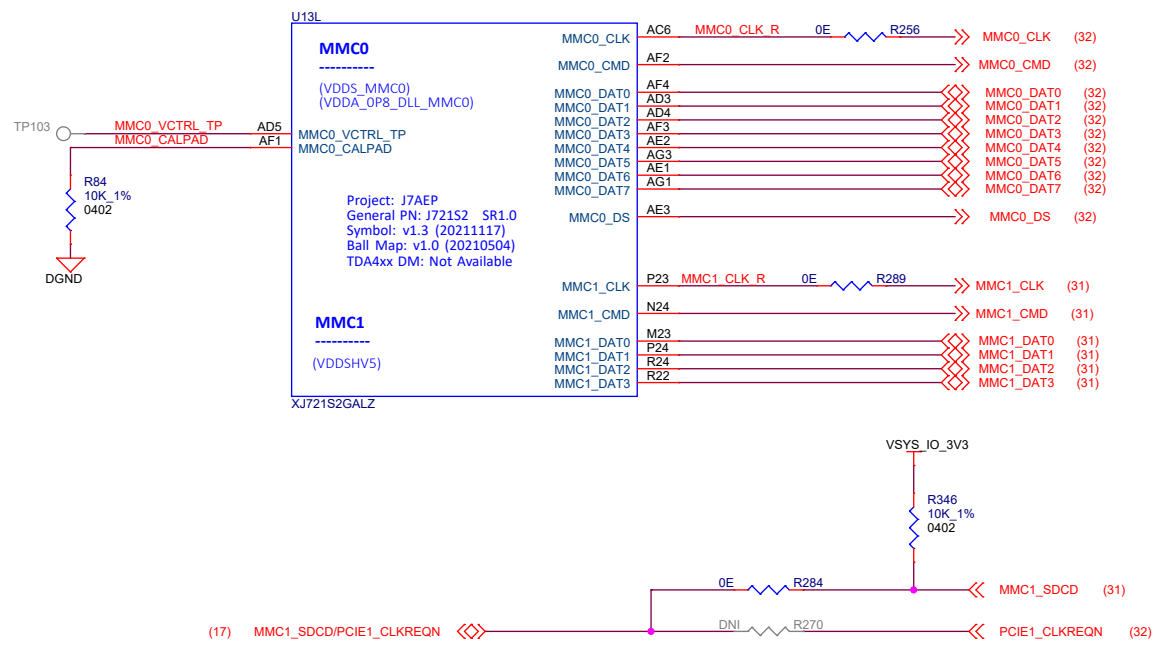 U13L
MMC0
----------
(VDDS_MMC0)
(VDDA_0P8_DLL_MMC0)
MMC0_CLK AC6 MMC0_CLK_R 0E R256 MMC0_CLK (32)
MMC0_CMD AF2 MMC0_CMD (32)
MMC0_DAT0 AF4 MMC0_DAT0 (32)
MMC0_DAT1 AD3 MMC0_DAT1 (32)
MMC0_DAT2 AD4 MMC0_DAT2 (32)
MMC0_DAT3 AF3 MMC0_DAT3 (32)
MMC0_DAT4 AE2 MMC0_DAT4 (32)
MMC0_DAT5 AG3 MMC0_DAT5 (32)
MMC0_DAT6 AE1 MMC0_DAT6 (32)
MMC0_DAT7 AG1 MMC0_DAT7 (32)
MMC0_DS AE3 MMC0_DS (32)
TP103 MMC0_VCTRL_TP AD5 MMC0_VCTRL_TP
MMC0_CALPAD AF1 MMC0_CALPAD
R84
10K_1%
0402
DGND
Project: J7AEP
General PN: J721S2 SR1.0
Symbol: v1.3 (20211117)
Ball Map: v1.0 (20210504)
TDA4xx DM: Not Available
MMC1
----------
(VDDSHV5)
MMC1_CLK P23 MMC1_CLK_R 0E R289 MMC1_CLK (31)
MMC1_CMD N24 MMC1_CMD (31)
MMC1_DAT0 M23 MMC1_DAT0 (31)
MMC1_DAT1 P24 MMC1_DAT1 (31)
MMC1_DAT2 R24 MMC1_DAT2 (31)
MMC1_DAT3 R22 MMC1_DAT3 (31)
XJ721S2GALZ
VSYS_IO_3V3
R346
10K_1%
0402
0E R284 MMC1_SDCD (31)
(17) MMC1_SDCD/PCIE1_CLKREQN DNI R270 PCIE1_CLKREQN (32)